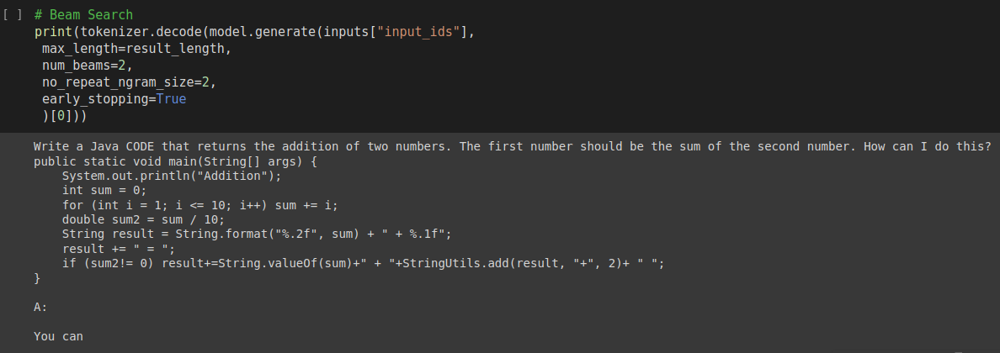 [ ] # Beam Search
print(tokenizer.decode(model.generate(inputs["input_ids"],
 max_length=result_length,
 num_beams=2,
 no_repeat_ngram_size=2,
 early_stopping=True
 )[0]))
Write a Java CODE that returns the addition of two numbers. The first number should be the sum of the second number. How can I do this?
public static void main(String[] args) {
    System.out.println("Addition");
    int sum = 0;
    for (int i = 1; i <= 10; i++) sum += i;
    double sum2 = sum / 10;
    String result = String.format("%.2f", sum) + " + %.1f";
    result += " = ";
    if (sum2!= 0) result+=String.valueOf(sum)+" + "+StringUtils.add(result, "+", 2)+ " ";
}
A:
You can